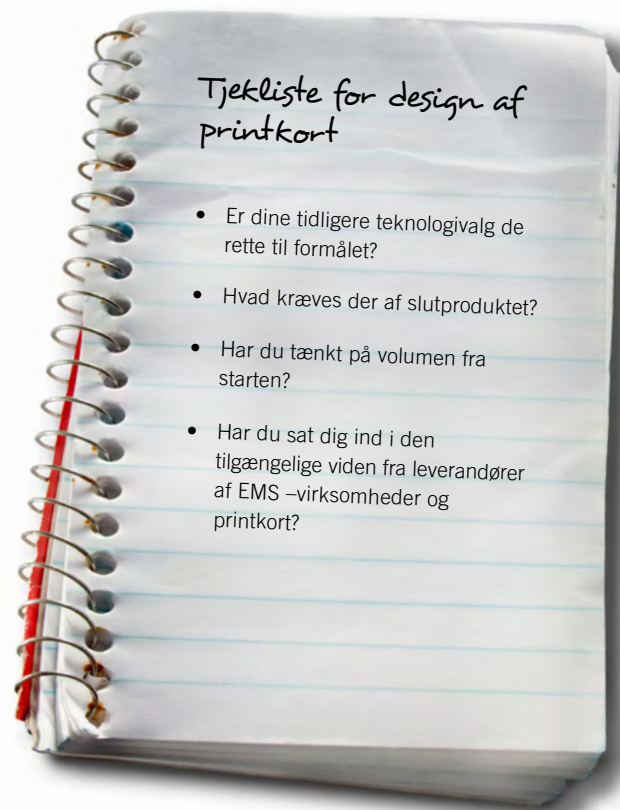 Tjekliste for design af
printkort
• Er dine tidligere teknologivalg de
rette til formålet?
• Hvad kræves der af slutproduktet?
• Har du tænkt på volumen fra
starten?
• Har du sat dig ind i den
tilgængelige viden fra leverandører
af EMS –virksomheder og
printkort?